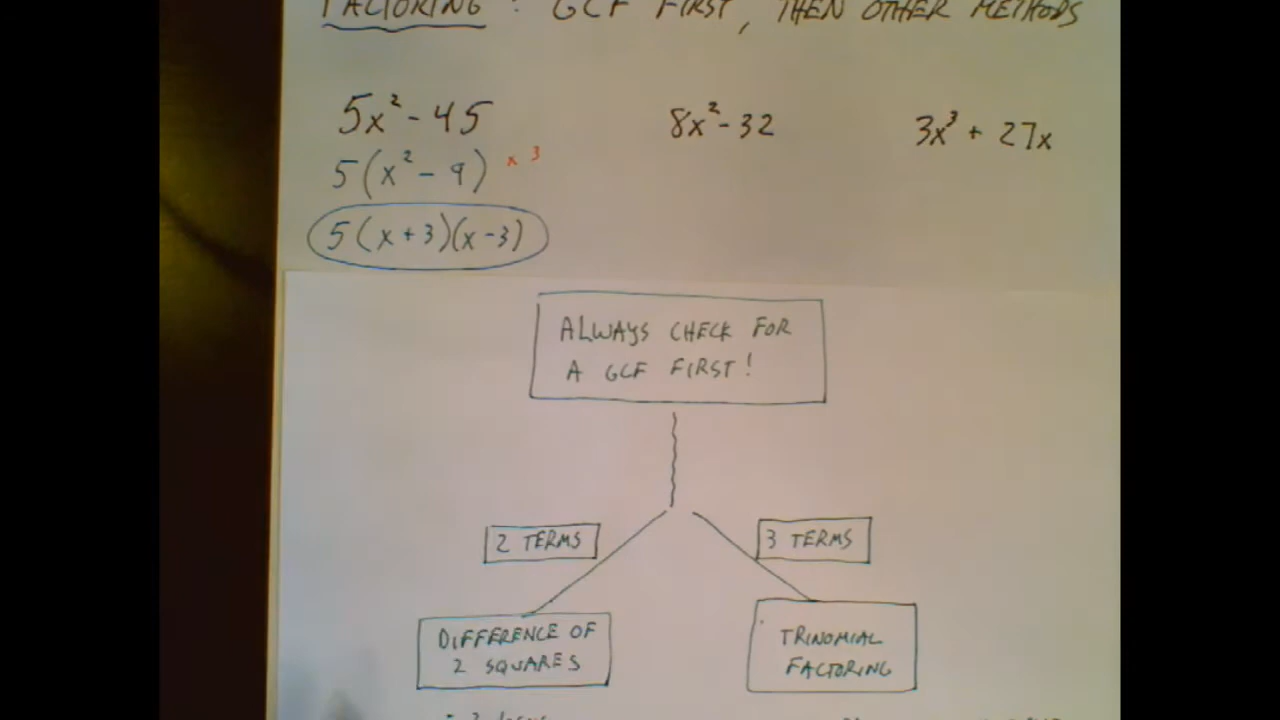 FACTORING : GCF FIRST, THEN OTHER METHODS
5x² - 45
5(x² - 9) x 3
5(x+3)(x-3)
8x² - 32
3x³ + 27x
ALWAYS CHECK FOR
A GCF FIRST!
2 TERMS
3 TERMS
DIFFERENCE OF
2 SQUARES
TRINOMIAL
FACTORING